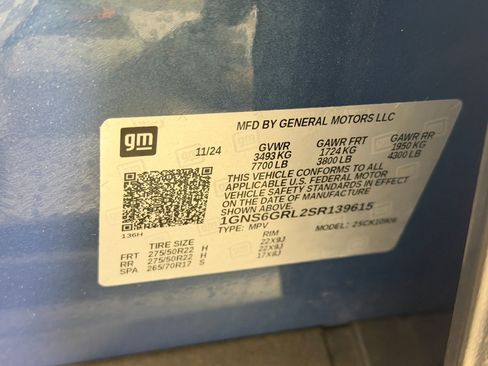 gm
MFD BY GENERAL MOTORS LLC
11/24 GVWR GAWR FRT GAWR RR
3493 KG 1724 KG 1950 KG
7700 LB 3800 LB 4300 LB
THIS VEHICLE CONFORMS TO ALL
APPLICABLE U.S. FEDERAL MOTOR
VEHICLE SAFETY STANDARDS IN EFFECT
ON THE DATE OF MANUFACTURE
SHOWN ABOVE.
1GNS6GRL2SR139615
136H
TYPE: MPV MODEL:
TIRE SIZE RIM
FRT 275/50R22 H 22X9J
RR 275/50R22 H 22X9J
SPA 265/70R17 S 17X8J